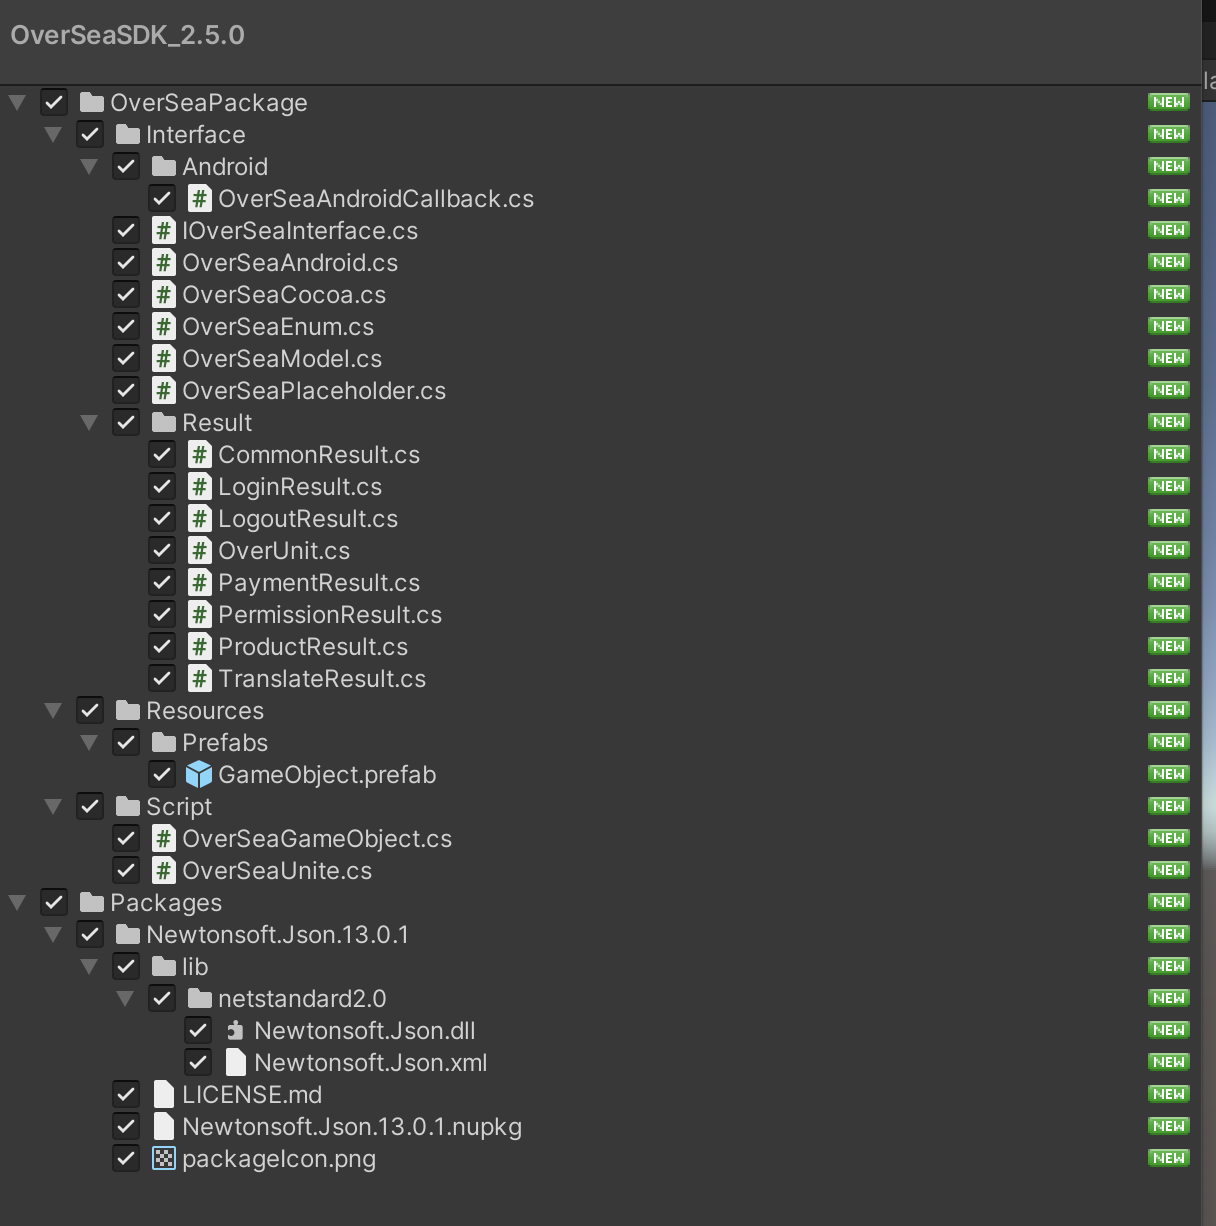 OverSeaSDK_2.5.0
OverSeaPackage NEW
Interface NEW
Android NEW
# OverSeaAndroidCallback.cs NEW
# IOverSeaInterface.cs NEW
# OverSeaAndroid.cs NEW
# OverSeaCocoa.cs NEW
# OverSeaEnum.cs NEW
# OverSeaModel.cs NEW
# OverSeaPlaceholder.cs NEW
Result NEW
# CommonResult.cs NEW
# LoginResult.cs NEW
# LogoutResult.cs NEW
# OverUnit.cs NEW
# PaymentResult.cs NEW
# PermissionResult.cs NEW
# ProductResult.cs NEW
# TranslateResult.cs NEW
Resources NEW
Prefabs NEW
GameObject.prefab NEW
Script NEW
# OverSeaGameObject.cs NEW
# OverSeaUnite.cs NEW
Packages NEW
Newtonsoft.Json.13.0.1 NEW
lib NEW
netstandard2.0 NEW
Newtonsoft.Json.dll NEW
Newtonsoft.Json.xml NEW
LICENSE.md NEW
Newtonsoft.Json.13.0.1.nupkg NEW
packageIcon.png NEW